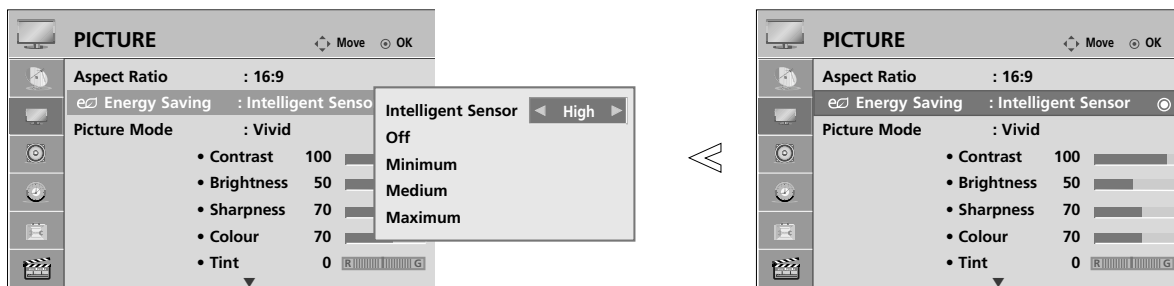 PICTURE Move OK
Aspect Ratio : 16:9
e Energy Saving : Intelligent Senso
Picture Mode : Vivid
• Contrast 100
• Brightness 50
• Sharpness 70
• Colour 70
• Tint 0 R G
Intelligent Sensor ◀ High ▶
Off
Minimum
Medium
Maximum
PICTURE Move OK
Aspect Ratio : 16:9
e Energy Saving : Intelligent Sensor
Picture Mode : Vivid
• Contrast 100
• Brightness 50
• Sharpness 70
• Colour 70
• Tint 0 R G